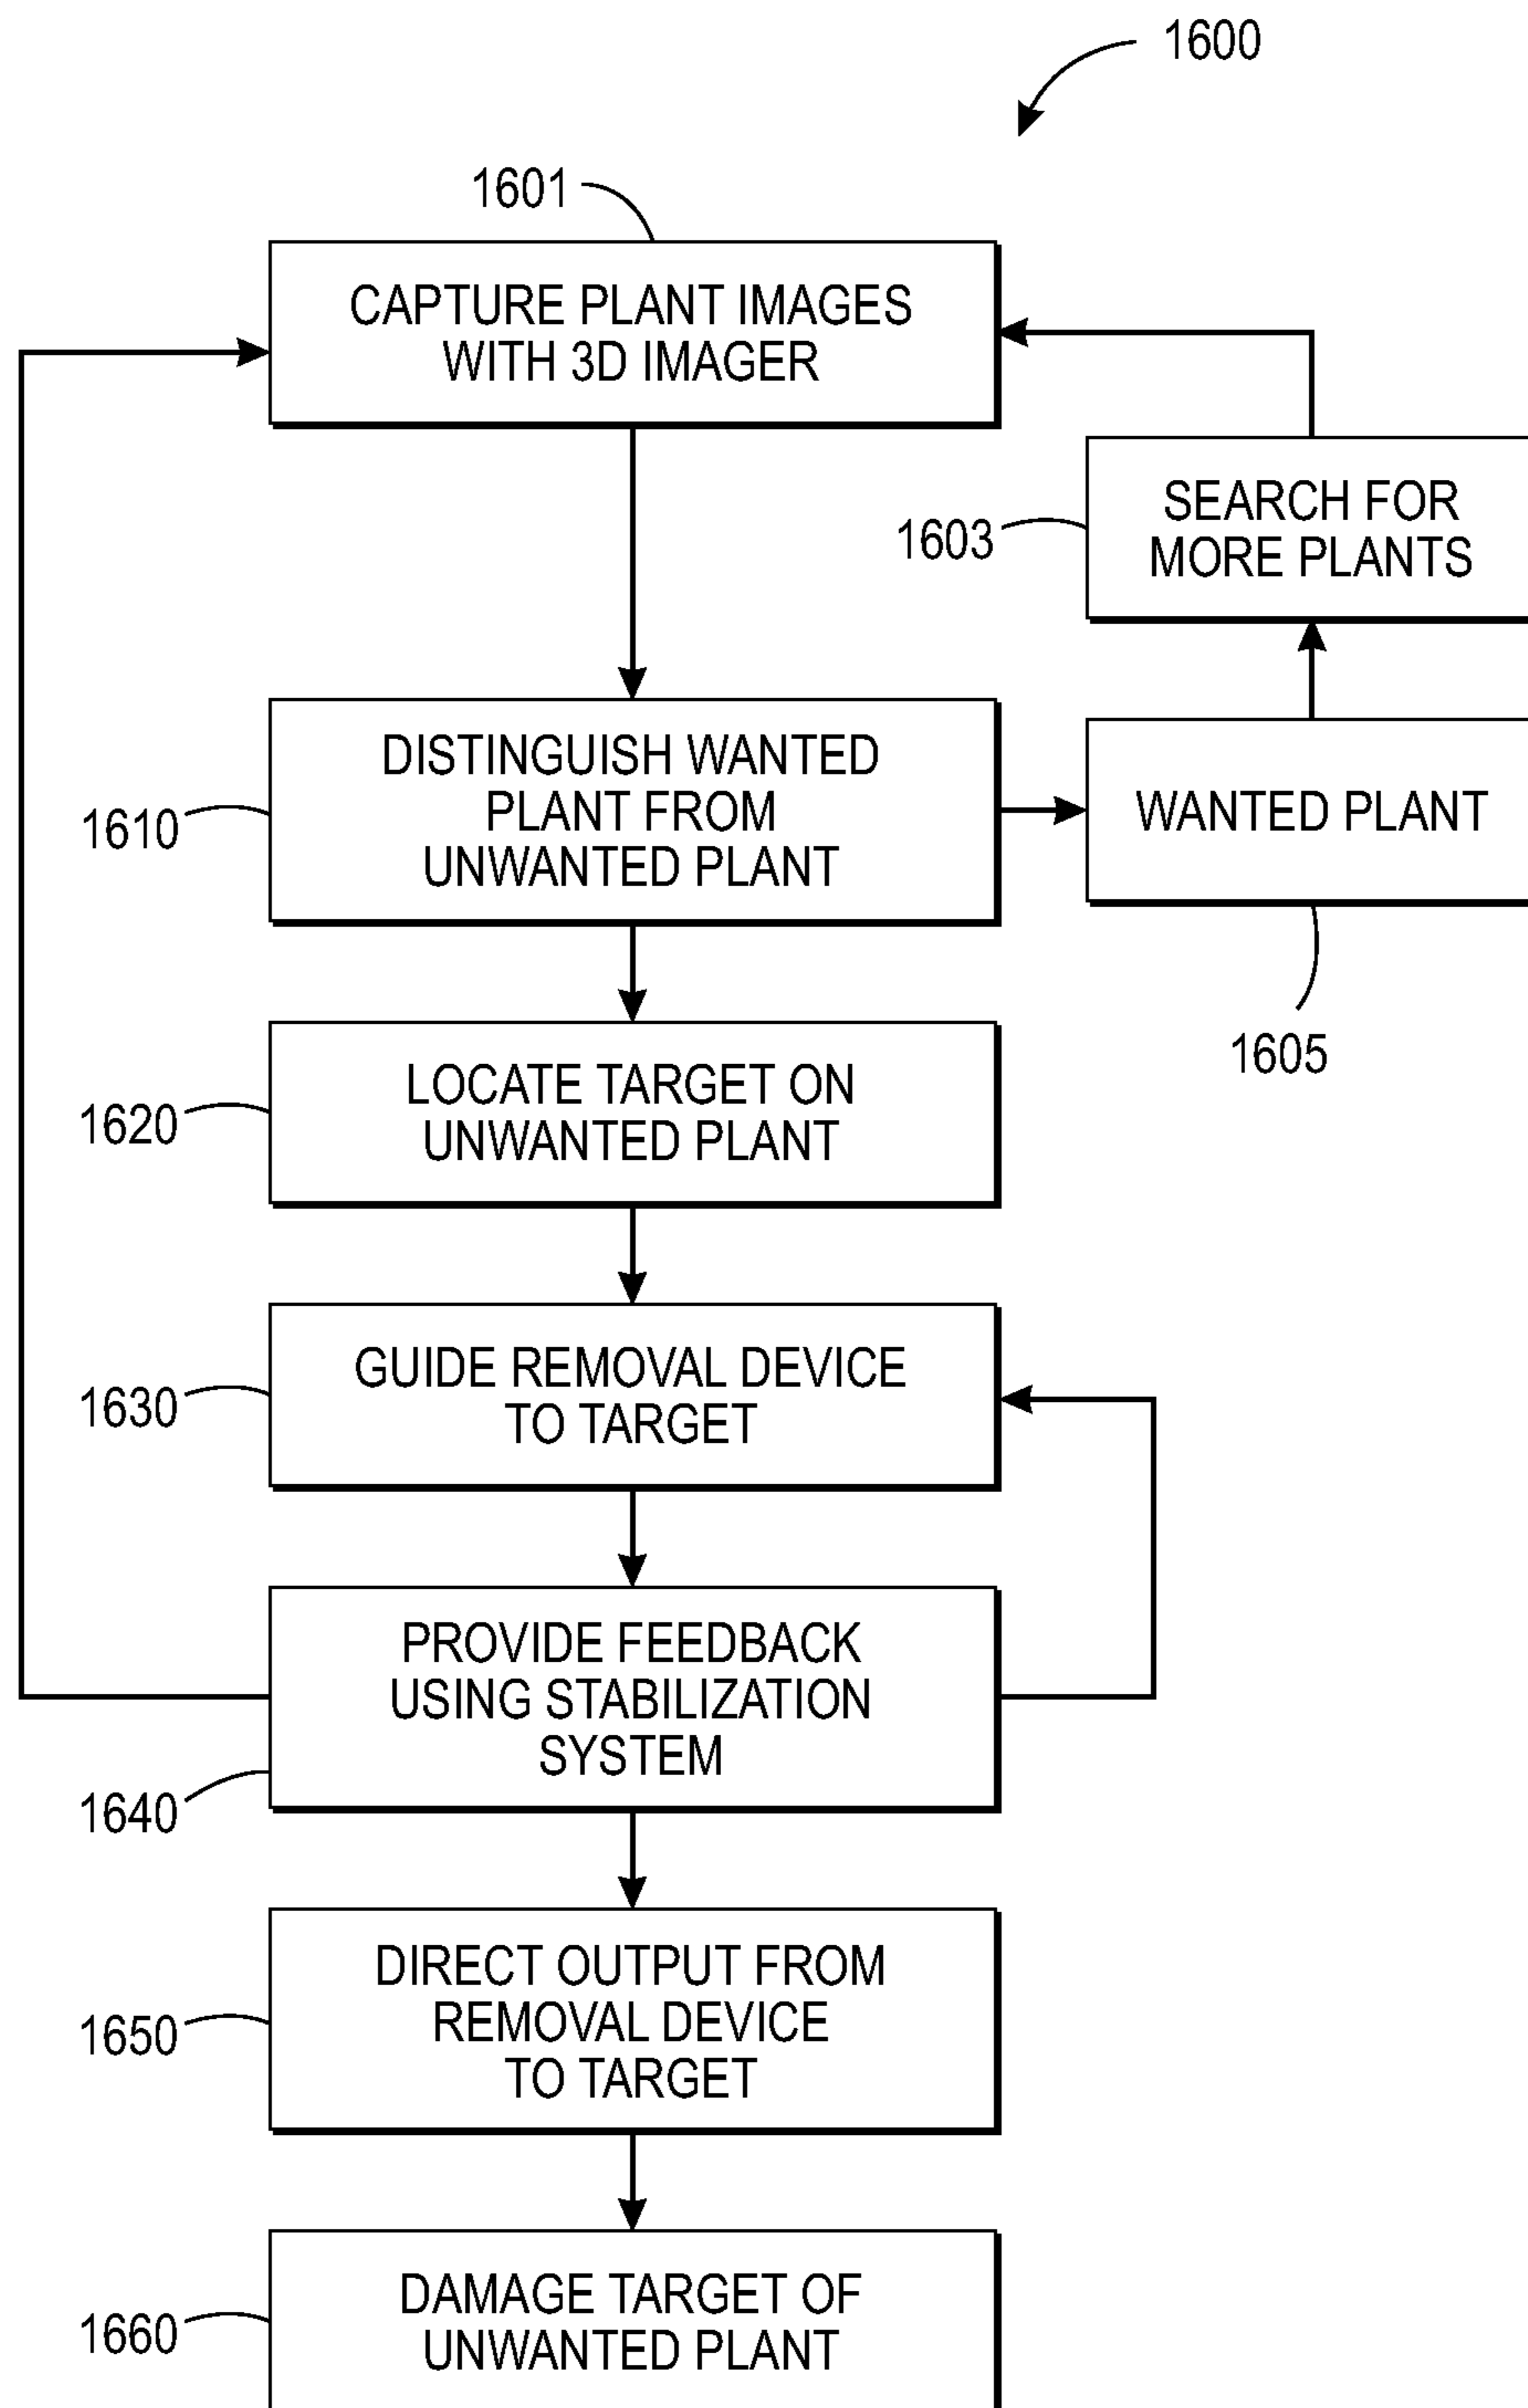 1600
1601
CAPTURE PLANT IMAGES
WITH 3D IMAGER
SEARCH FOR
MORE PLANTS
1603
DISTINGUISH WANTED
PLANT FROM
UNWANTED PLANT
1610
WANTED PLANT
1605
LOCATE TARGET ON
UNWANTED PLANT
1620
GUIDE REMOVAL DEVICE
TO TARGET
1630
PROVIDE FEEDBACK
USING STABILIZATION
SYSTEM
1640
DIRECT OUTPUT FROM
REMOVAL DEVICE
TO TARGET
1650
DAMAGE TARGET OF
UNWANTED PLANT
1660